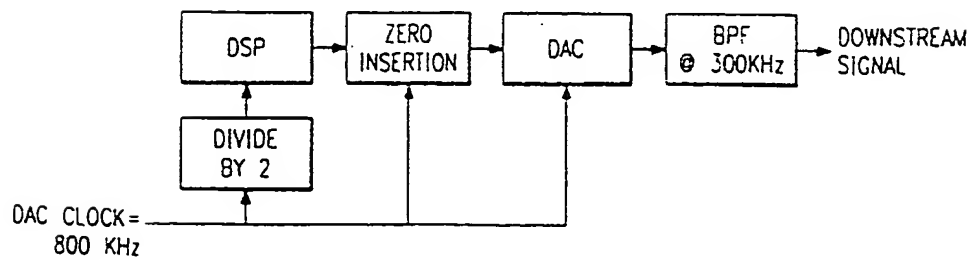 DSP
ZERO
INSERTION
DAC
BPF
@ 300KHz
DOWNSTREAM
SIGNAL
DIVIDE
BY 2
DAC CLOCK=
800 KHz